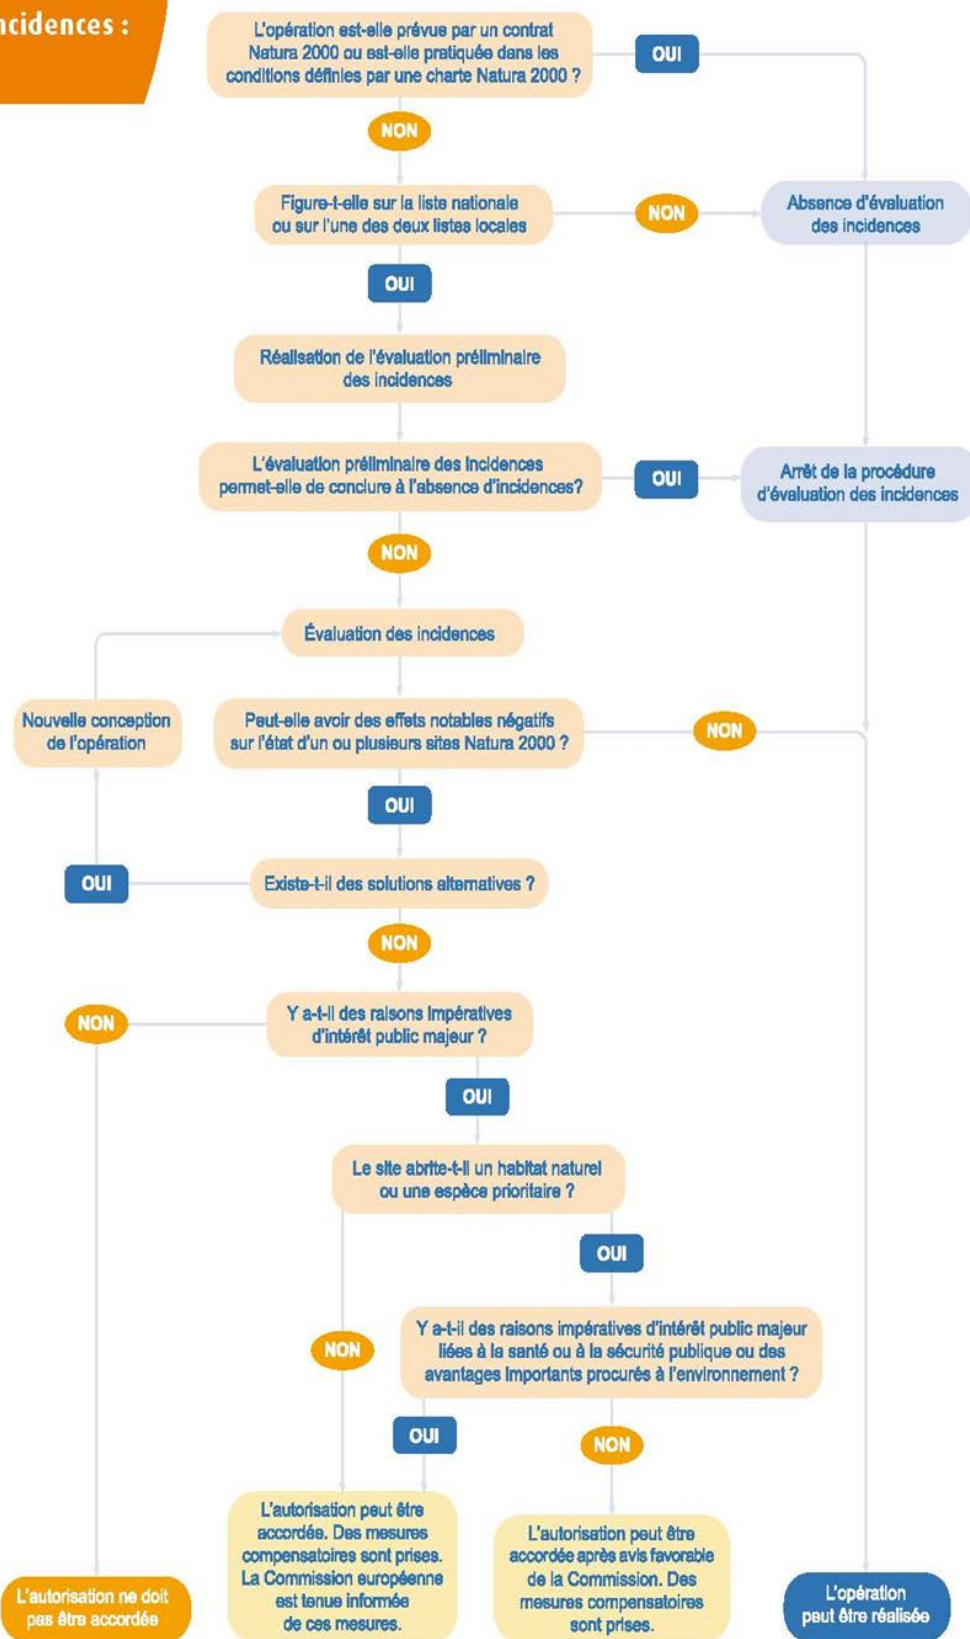 ncidences :
L'opération est-elle prévue par un contrat
Natura 2000 ou est-elle pratiquée dans les
conditions définies par une charte Natura 2000 ?
OUI
NON
Figure-t-elle sur la liste nationale
ou sur l'une des deux listes locales
NON
Absence d'évaluation
des incidences
OUI
Réalisation de l'évaluation préliminaire
des incidences
L'évaluation préliminaire des incidences
permet-elle de conclure à l'absence d'incidences?
OUI
Arrêt de la procédure
d'évaluation des incidences
NON
Évaluation des incidences
Nouvelle conception
de l'opération
Peut-elle avoir des effets notables négatifs
sur l'état d'un ou plusieurs sites Natura 2000 ?
NON
OUI
OUI
Existe-t-il des solutions alternatives ?
NON
NON
Y a-t-il des raisons impératives
d'intérêt public majeur ?
OUI
Le site abrite-t-il un habitat naturel
ou une espèce prioritaire ?
OUI
NON
Y a-t-il des raisons impératives d'intérêt public majeur
liées à la santé ou à la sécurité publique ou des
avantages importants procurés à l'environnement ?
OUI
NON
L'autorisation ne doit
pas être accordée
L'autorisation peut être
accordée. Des mesures
compensatoires sont prises.
La Commission européenne
est tenue informée
de ces mesures.
L'autorisation peut être
accordée après avis favorable
de la Commission. Des
mesures compensatoires
sont prises.
L'opération
peut être réalisée